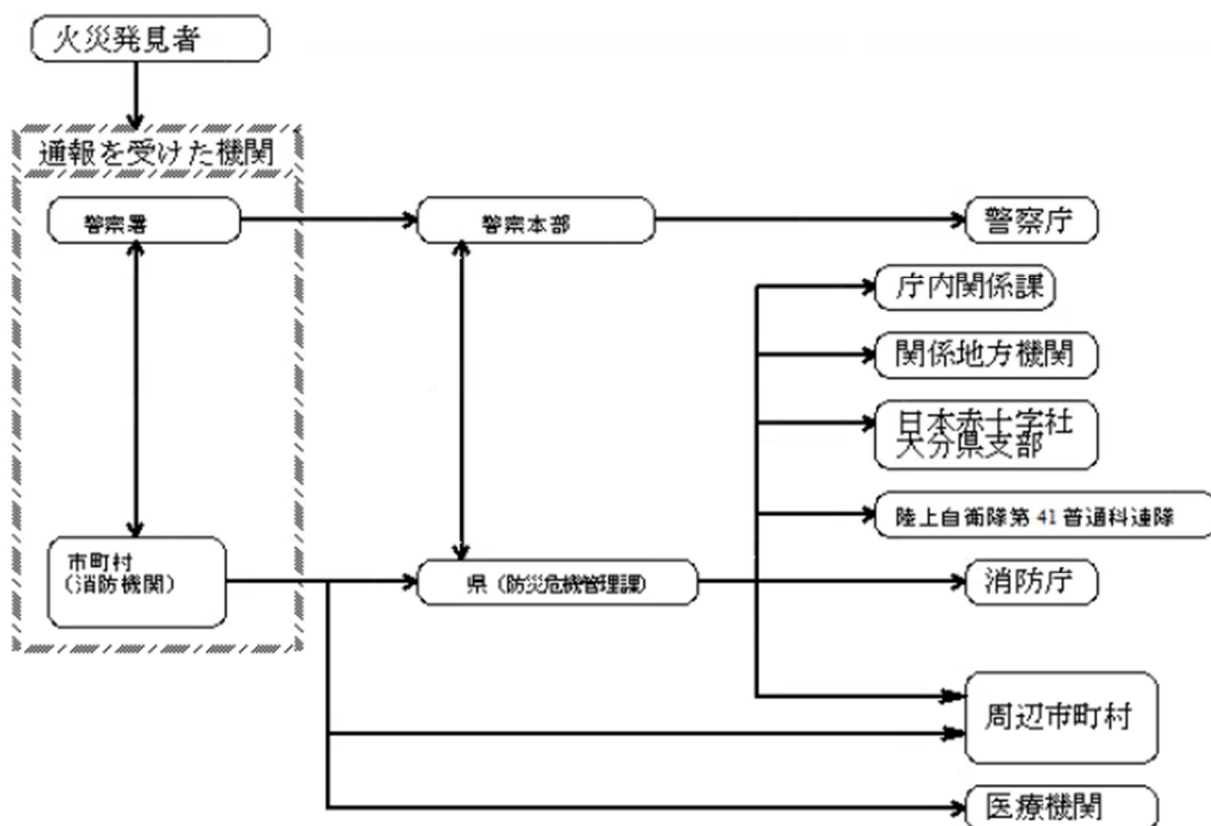 火災発見者
通報を受けた機関
警察署
警察本部
警察庁
庁内関係課
関係地方機関
日本赤十字社
大分県支部
陸上自衛隊第41普通科連隊
市町村
(消防機関)
県(防災危機管理課)
消防庁
周辺市町村
医療機関